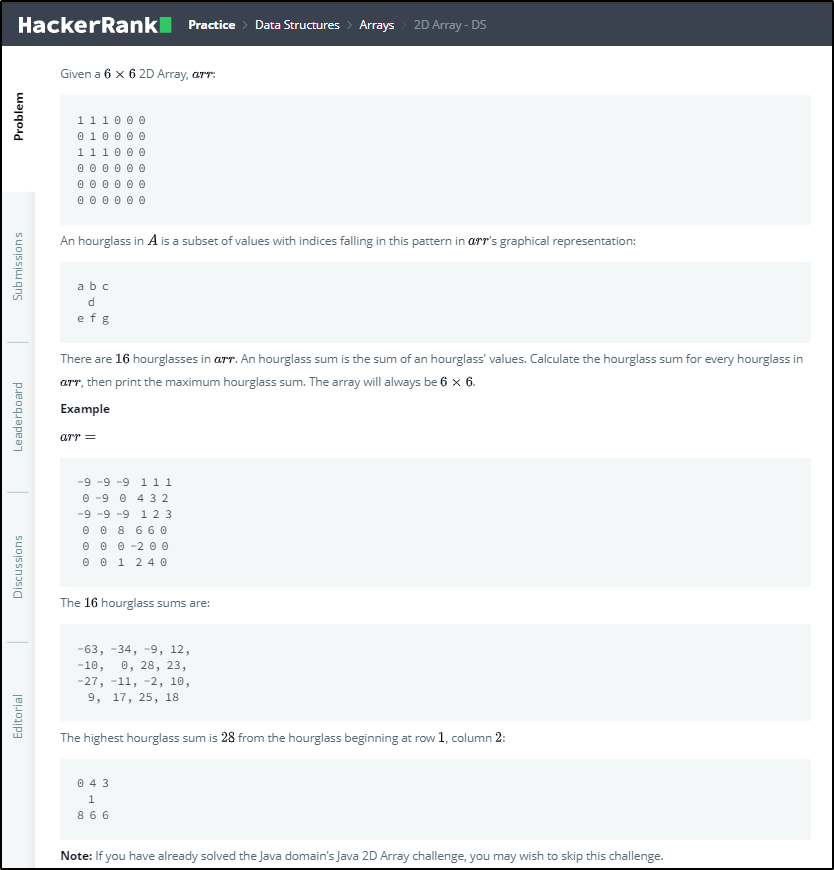 HackerRank Practice > Data Structures > Arrays > 2D Array - DS
Problem
Submissions
Leaderboard
Discussions
Editorial
Given a 6 × 6 2D Array, arr:
1 1 1 0 0 0
0 1 0 0 0 0
1 1 1 0 0 0
0 0 0 0 0 0
0 0 0 0 0 0
0 0 0 0 0 0
An hourglass in A is a subset of values with indices falling in this pattern in arr's graphical representation:
a b c
d
e f g
There are 16 hourglasses in arr. An hourglass sum is the sum of an hourglass' values. Calculate the hourglass sum for every hourglass in
arr, then print the maximum hourglass sum. The array will always be 6 × 6.
Example
arr =
-9 -9 -9 1 1 1
0 -9 0 4 3 2
-9 -9 -9 1 2 3
0 0 8 6 6 0
0 0 0 -2 0 0
0 0 1 2 4 0
The 16 hourglass sums are:
-63, -34, -9, 12,
-10, 0, 28, 23,
-27, -11, -2, 10,
9, 17, 25, 18
The highest hourglass sum is 28 from the hourglass beginning at row 1, column 2:
0 4 3
1
8 6 6
Note: If you have already solved the Java domain's Java 2D Array challenge, you may wish to skip this challenge.